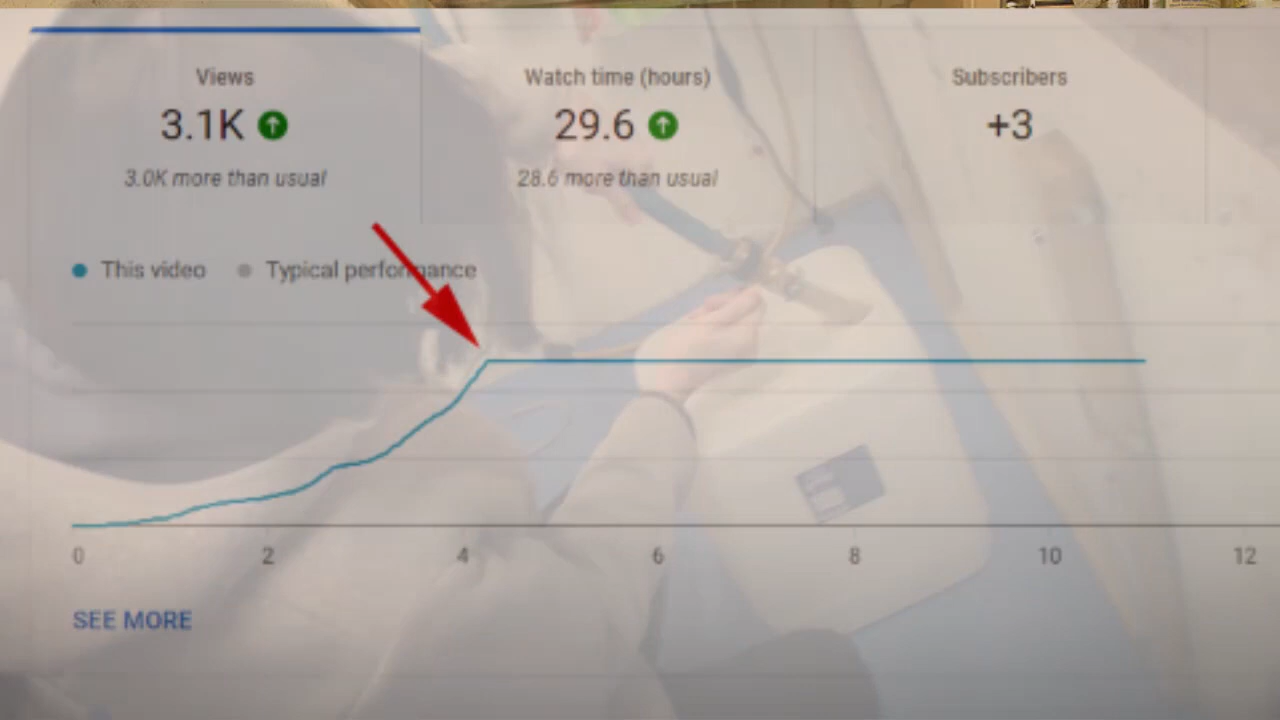 Views
3.1K
3.0K more than usual
Watch time (hours)
29.6
28.6 more than usual
Subscribers
+3
This video
Typical performance
0 2 4 6 8 10 12
SEE MORE